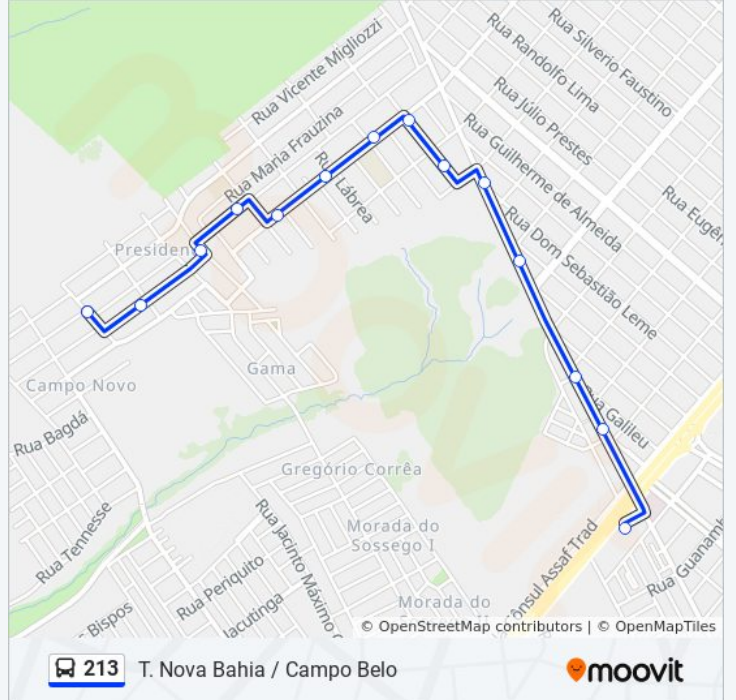 Rua Silverio Faustino
Rua Randolfo Lima
Rua Vicente Migliozzi
Rua Júlio Prestes
Rua Maria Frauzina
Rua Guilherme de Almeida
Rua Lábrea
Rua Eugên
Rua Dom Sebastião Leme
Presiden
Gama
Campo Novo
Rua Galileu
Rua Bagdá
Gregório Corrêa
Rua Tennesse
Rua Jacinto Máximo G
Morada do
Sossego I
Cônsul Assaf Trad
Rua Guanamb
Rua Periquito
Jacutinga
s Bispos
Morada do
© OpenStreetMap contributors | © OpenMapTiles
213 T. Nova Bahia / Campo Belo
moovit